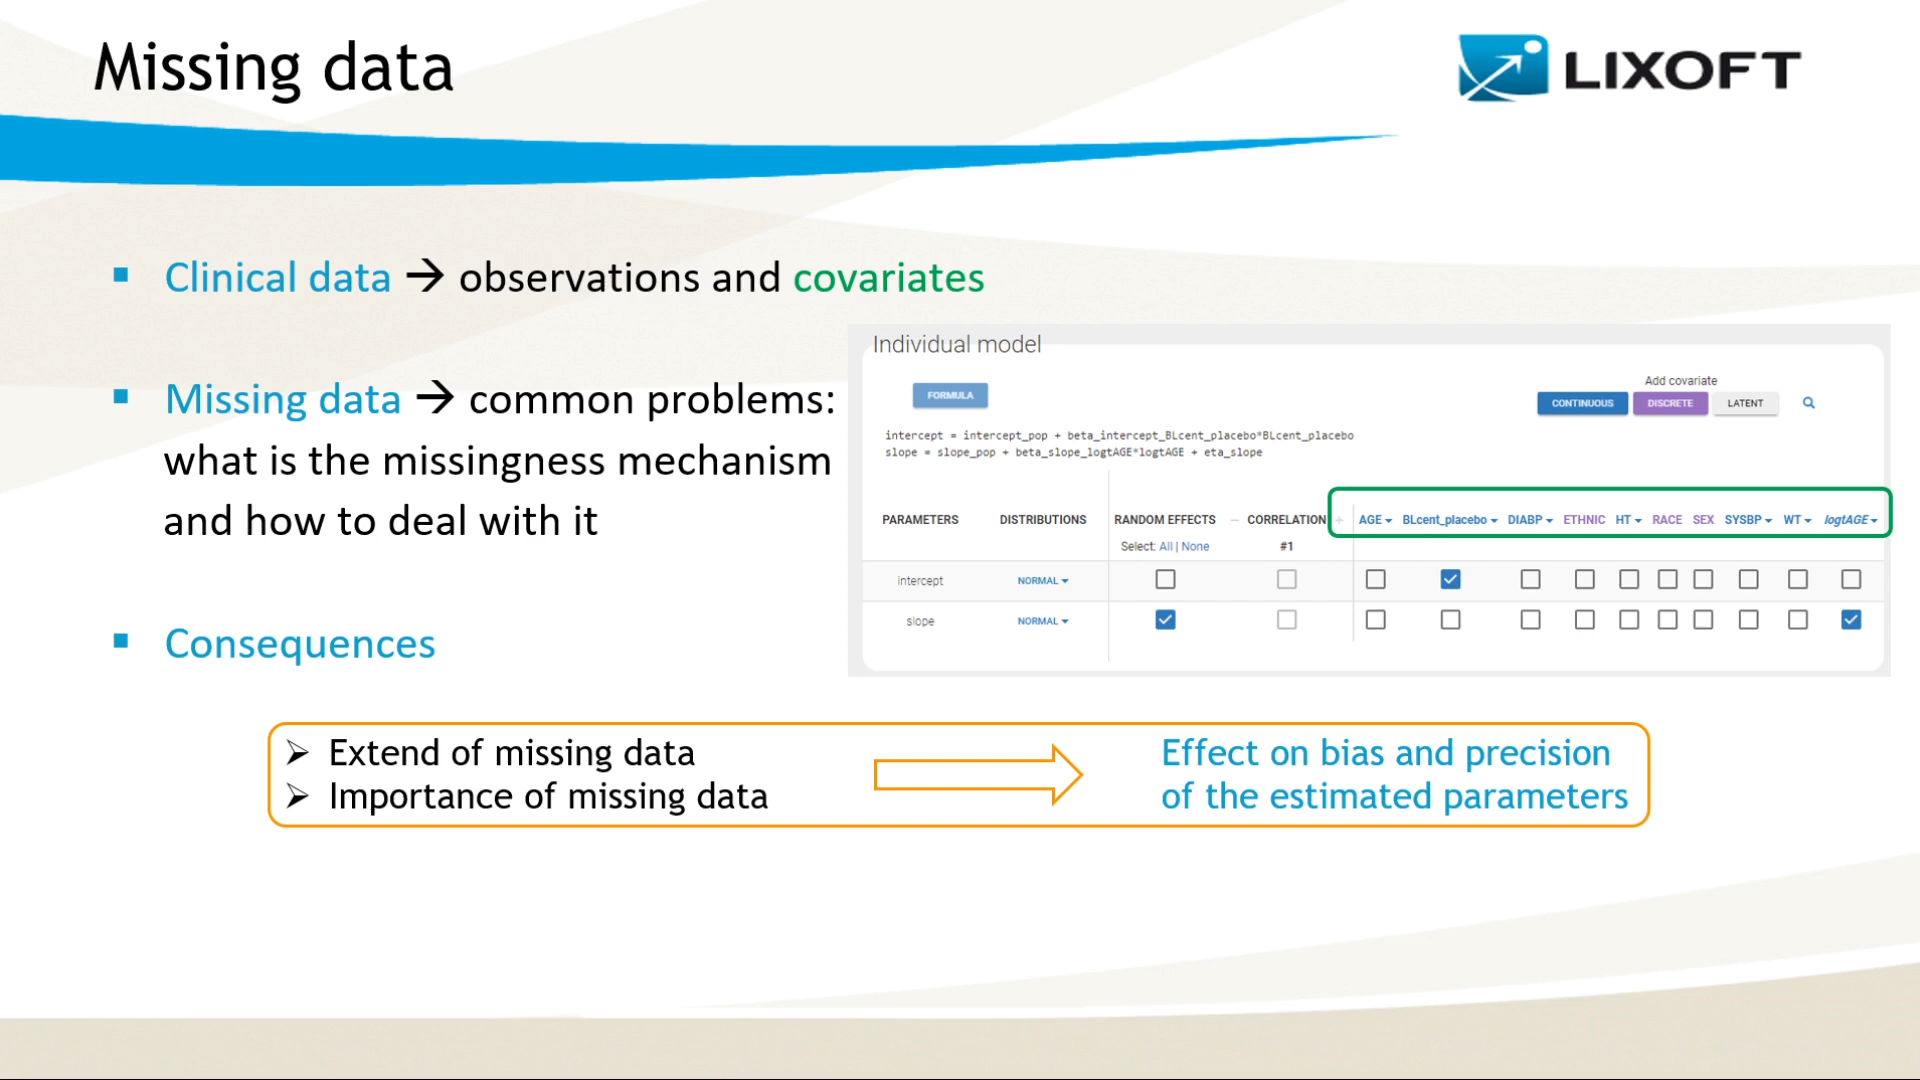 Missing data
LIXOFT
Clinical data → observations and covariates
Missing data → common problems:
what is the missingness mechanism
and how to deal with it
Consequences
Individual model
FORMULA
Add covariate
CONTINUOUS DISCRETE LATENT
intercept = intercept_pop + beta_intercept_BLcent_placebo*BLcent_placebo
slope = slope_pop + beta_slope_logtAGE*logtAGE + eta_slope
PARAMETERS DISTRIBUTIONS RANDOM EFFECTS − CORRELATION + AGE BLcent_placebo DIABP ETHNIC HT RACE SEX SYSBP WT logtAGE
Select: All | None #1
intercept NORMAL
slope NORMAL
Extend of missing data
Importance of missing data
Effect on bias and precision
of the estimated parameters